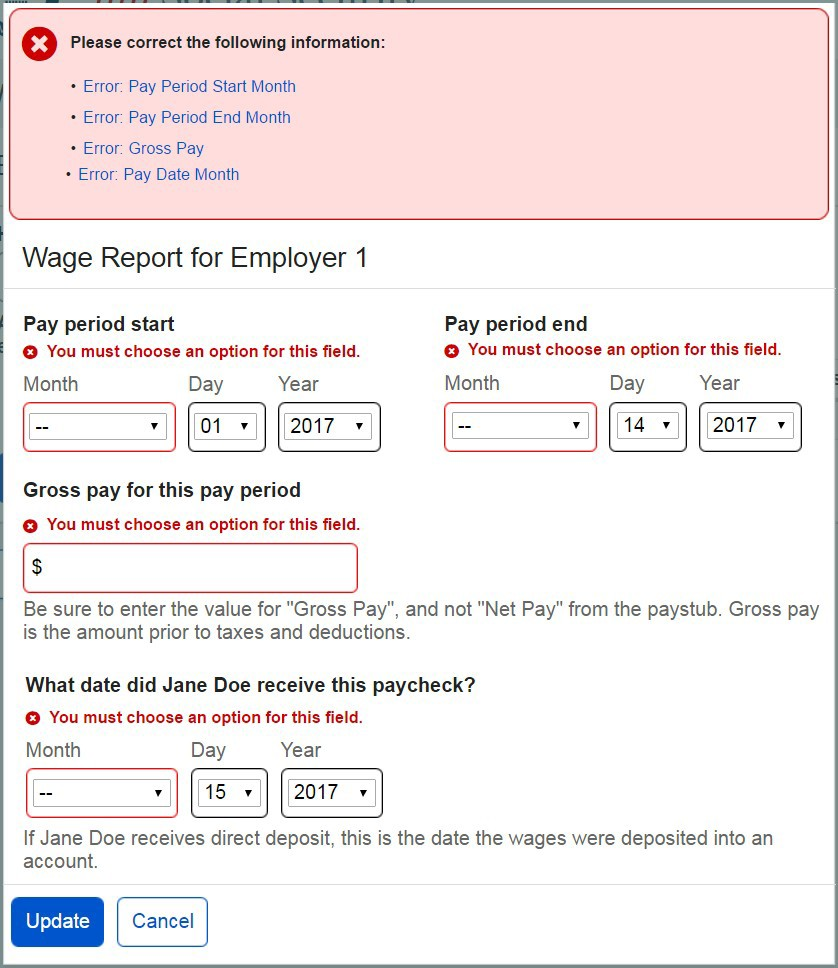 Please correct the following information:
• Error: Pay Period Start Month
• Error: Pay Period End Month
• Error: Gross Pay
• Error: Pay Date Month
Wage Report for Employer 1
Pay period start
You must choose an option for this field.
Month Day Year
-- 01 2017
Pay period end
You must choose an option for this field.
Month Day Year
-- 14 2017
Gross pay for this pay period
You must choose an option for this field.
$
Be sure to enter the value for "Gross Pay", and not "Net Pay" from the paystub. Gross pay
is the amount prior to taxes and deductions.
What date did Jane Doe receive this paycheck?
You must choose an option for this field.
Month Day Year
-- 15 2017
If Jane Doe receives direct deposit, this is the date the wages were deposited into an
account.
Update Cancel